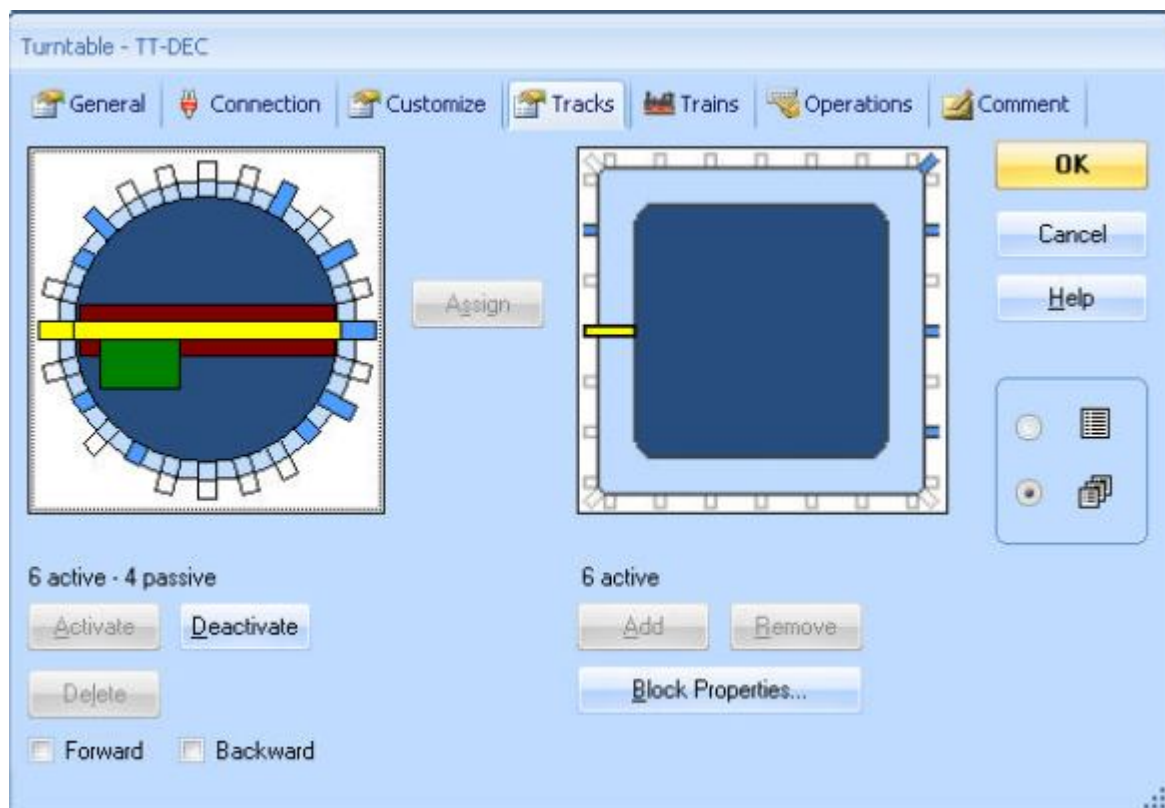 Turntable - TT-DEC
General Connection Customize Tracks Trains Operations Comment
OK
Cancel
Help
Assign
6 active - 4 passive
6 active
Activate Deactivate
Add Remove
Delete
Block Properties...
Forward Backward